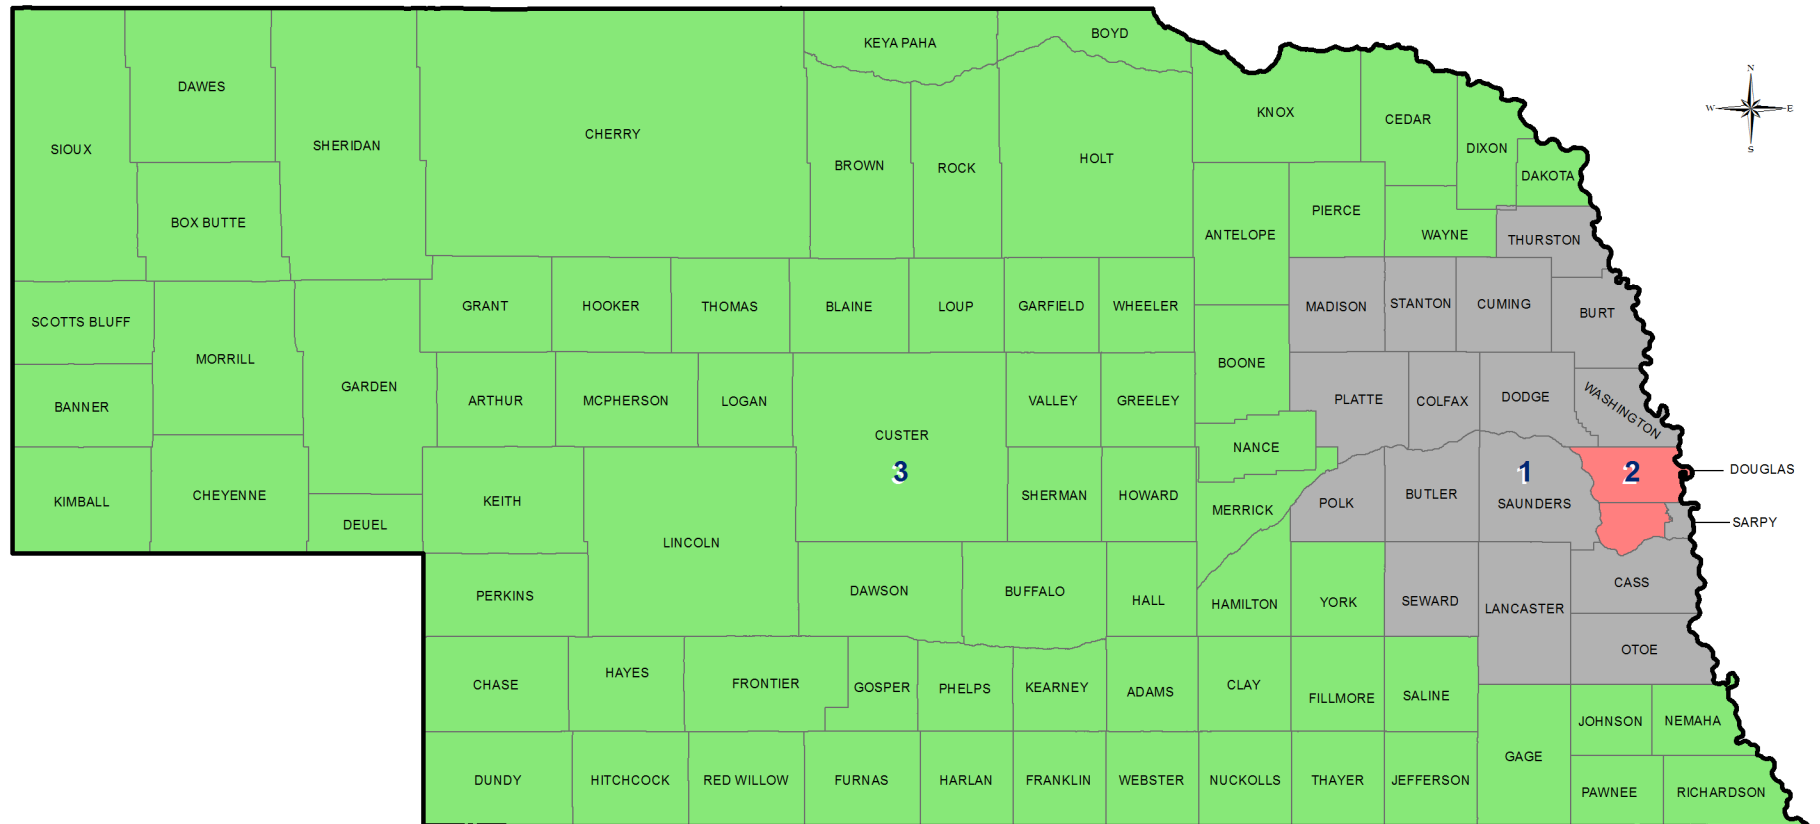 KEYA PAHA
BOYD
N
W
E
S
DAWES
SIOUX
SHERIDAN
CHERRY
BROWN
ROCK
HOLT
KNOX
CEDAR
DIXON
DAKOTA
BOX BUTTE
PIERCE
ANTELOPE
WAYNE
THURSTON
SCOTTS BLUFF
GRANT
HOOKER
THOMAS
BLAINE
LOUP
GARFIELD
WHEELER
MADISON
STANTON
CUMING
BURT
MORRILL
BOONE
GARDEN
BANNER
ARTHUR
MCPHERSON
LOGAN
VALLEY
GREELEY
PLATTE
COLFAX
DODGE
WASHINGTON
CUSTER
3
NANCE
1
2
DOUGLAS
KIMBALL
CHEYENNE
KEITH
SHERMAN
HOWARD
MERRICK
POLK
BUTLER
SAUNDERS
DEUEL
SARPY
LINCOLN
PERKINS
DAWSON
BUFFALO
HALL
HAMILTON
YORK
SEWARD
LANCASTER
CASS
OTOE
CHASE
HAYES
FRONTIER
GOSPER
PHELPS
KEARNEY
ADAMS
CLAY
FILLMORE
SALINE
JOHNSON
NEMAHA
GAGE
DUNDY
HITCHCOCK
RED WILLOW
FURNAS
HARLAN
FRANKLIN
WEBSTER
NUCKOLLS
THAYER
JEFFERSON
PAWNEE
RICHARDSON